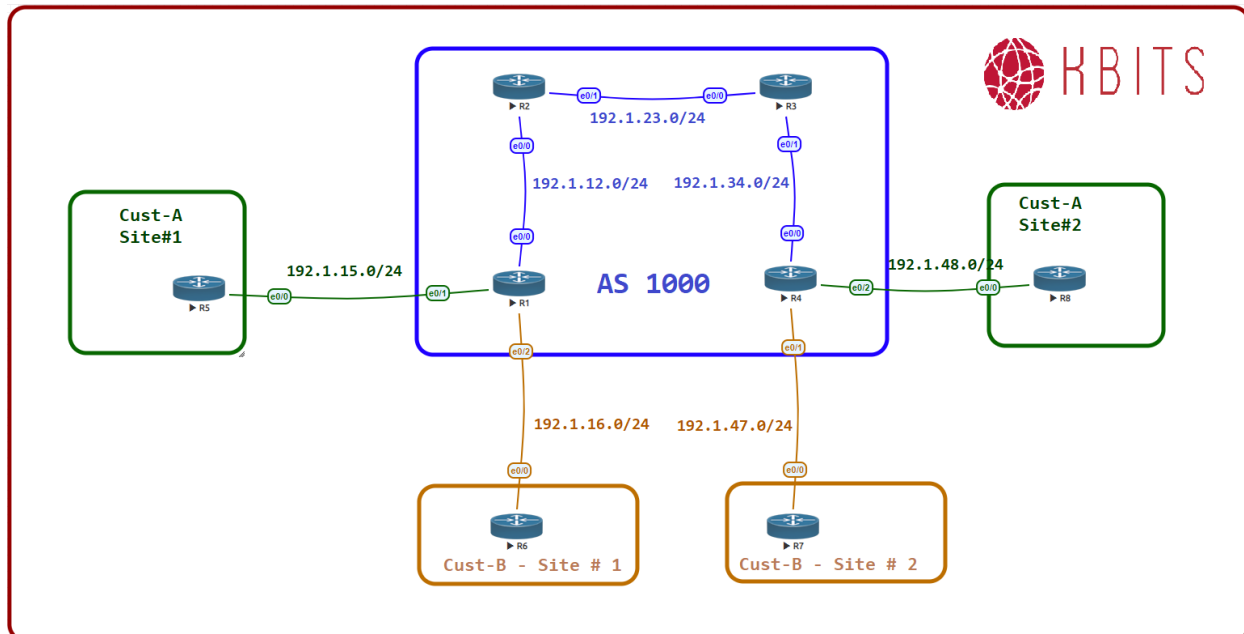 KBITS
R2
e0/1
e0/0
R3
192.1.23.0/24
e0/0
e0/1
192.1.12.0/24
192.1.34.0/24
Cust-A
Site#1
Cust-A
Site#2
e0/0
e0/0
192.1.15.0/24
AS 1000
192.1.48.0/24
R5
e0/0
e0/1
R1
R4
e0/2
e0/0
R8
e0/2
e0/1
192.1.16.0/24
192.1.47.0/24
e0/0
e0/0
R6
R7
Cust-B - Site # 1
Cust-B - Site # 2